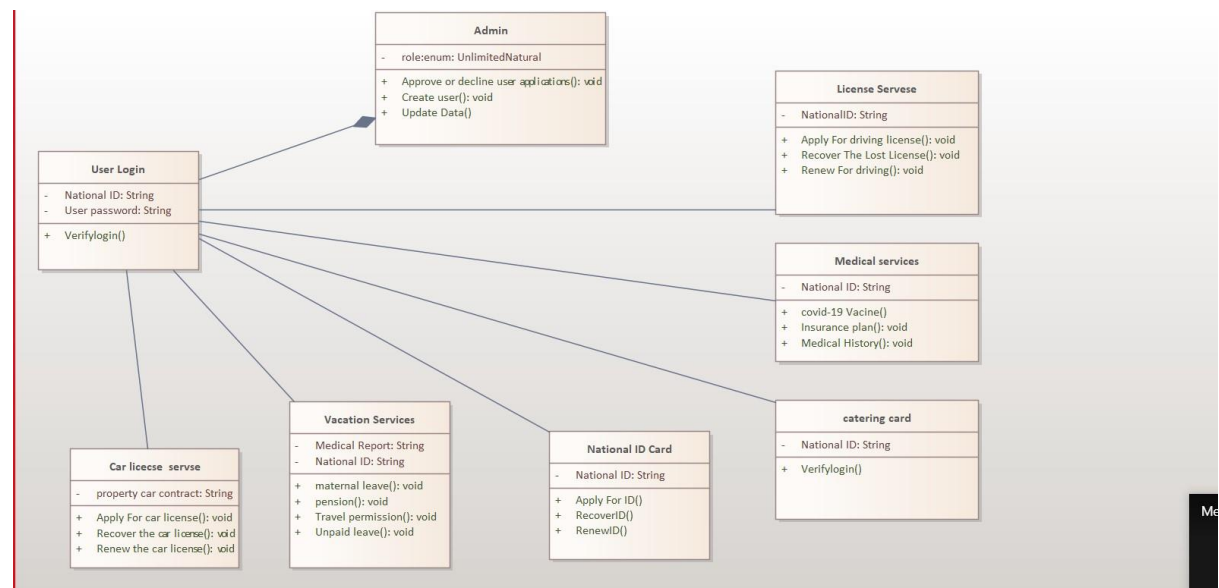 Admin
- role:enum: UnlimitedNatural
+ Approve or decline user applications(): void
+ Create user(): void
+ Update Data()
License Servese
- NationalID: String
+ Apply For driving license(): void
+ Recover The Lost License(): void
+ Renew For driving(): void
User Login
- National ID: String
- User password: String
+ Verifylogin()
Medical services
- National ID: String
+ covid-19 Vacine()
+ Insurance plan(): void
+ Medical History(): void
catering card
- National ID: String
+ Verifylogin()
Vacation Services
- Medical Report: String
- National ID: String
+ maternal leave(): void
+ pension(): void
+ Travel permission(): void
+ Unpaid leave(): void
National ID Card
- National ID: String
+ Apply For ID()
+ RecoverID()
+ RenewID()
Car licecse servse
- property car contract: String
+ Apply For car license(): void
+ Recover the car license(): void
+ Renew the car license(): void
Me